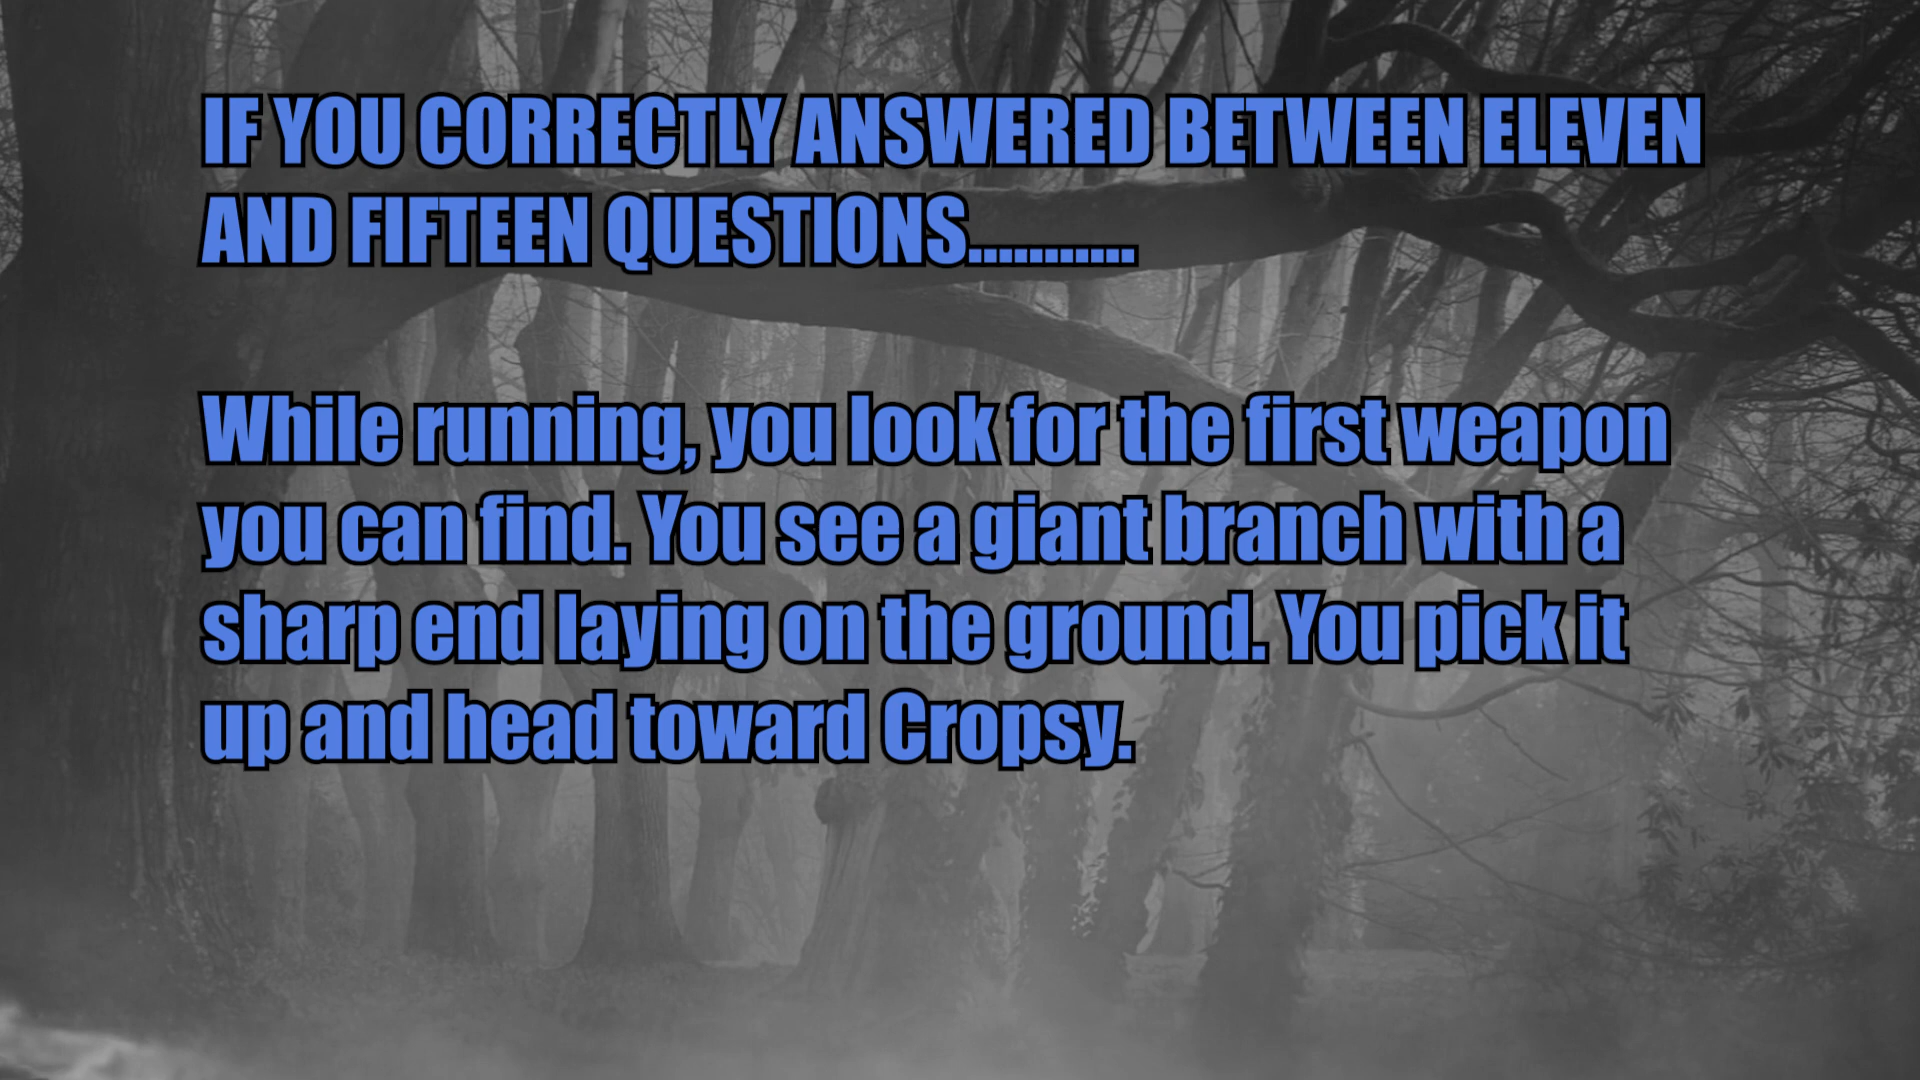 IF YOU CORRECTLY ANSWERED BETWEEN ELEVEN
AND FIFTEEN QUESTIONS...........
While running, you look for the first weapon
you can find. You see a giant branch with a
sharp end laying on the ground. You pick it
up and head toward Cropsy.